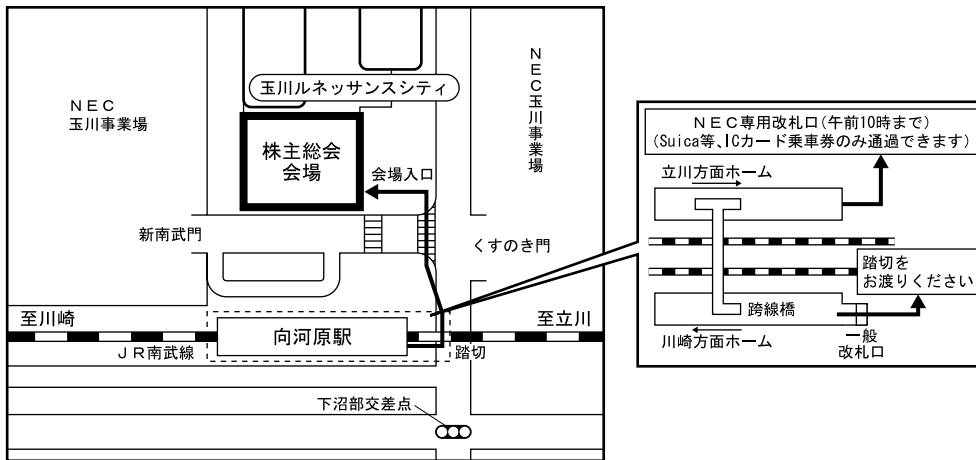 玉川ルネッサンスシティ
NEC
玉川事業場
NEC玉川事業場
株主総会
会場
会場入口
新南武門
くすのき門
至川崎
至立川
向河原駅
JR南武線
踏切
下沼部交差点
NEC専用改札口(午前10時まで)
(Suica等、ICカード乗車券のみ通過できます)
立川方面ホーム
踏切を
お渡りください
跨線橋
川崎方面ホーム
一般
改札口